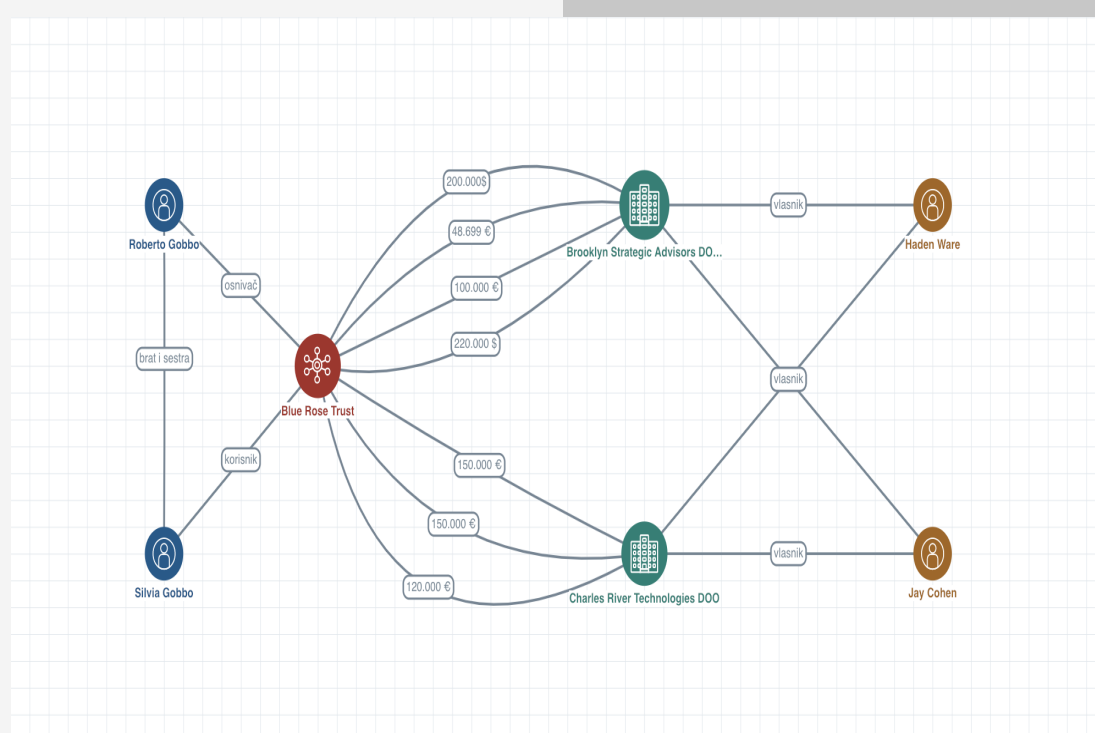 200.000$
Roberto Gobbo
48.699 €
Brooklyn Strategic Advisors DO...
vlasnik
Haden Ware
osnivač
100.000 €
220.000 $
brat i sestra
Blue Rose Trust
vlasnik
korisnik
150.000 €
150.000 €
120.000 €
Silvia Gobbo
Charles River Technologies DOO
vlasnik
Jay Cohen